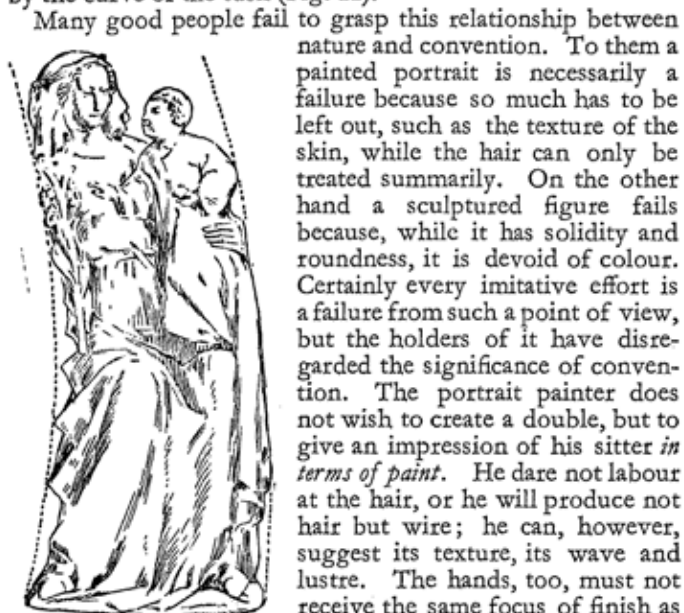 Many good people fail to grasp this relationship between
nature and convention. To them a
painted portrait is necessarily a
failure because so much has to be
left out, such as the texture of the
skin, while the hair can only be
treated summarily. On the other
hand a sculptured figure fails
because, while it has solidity and
roundness, it is devoid of colour.
Certainly every imitative effort is
a failure from such a point of view,
but the holders of it have disre-
garded the significance of conven-
tion. The portrait painter does
not wish to create a double, but to
give an impression of his sitter in
terms of paint. He dare not labour
at the hair, or he will produce not
hair but wire; he can, however,
suggest its texture, its wave and
lustre. The hands, too, must not
receive the same focus of finish as